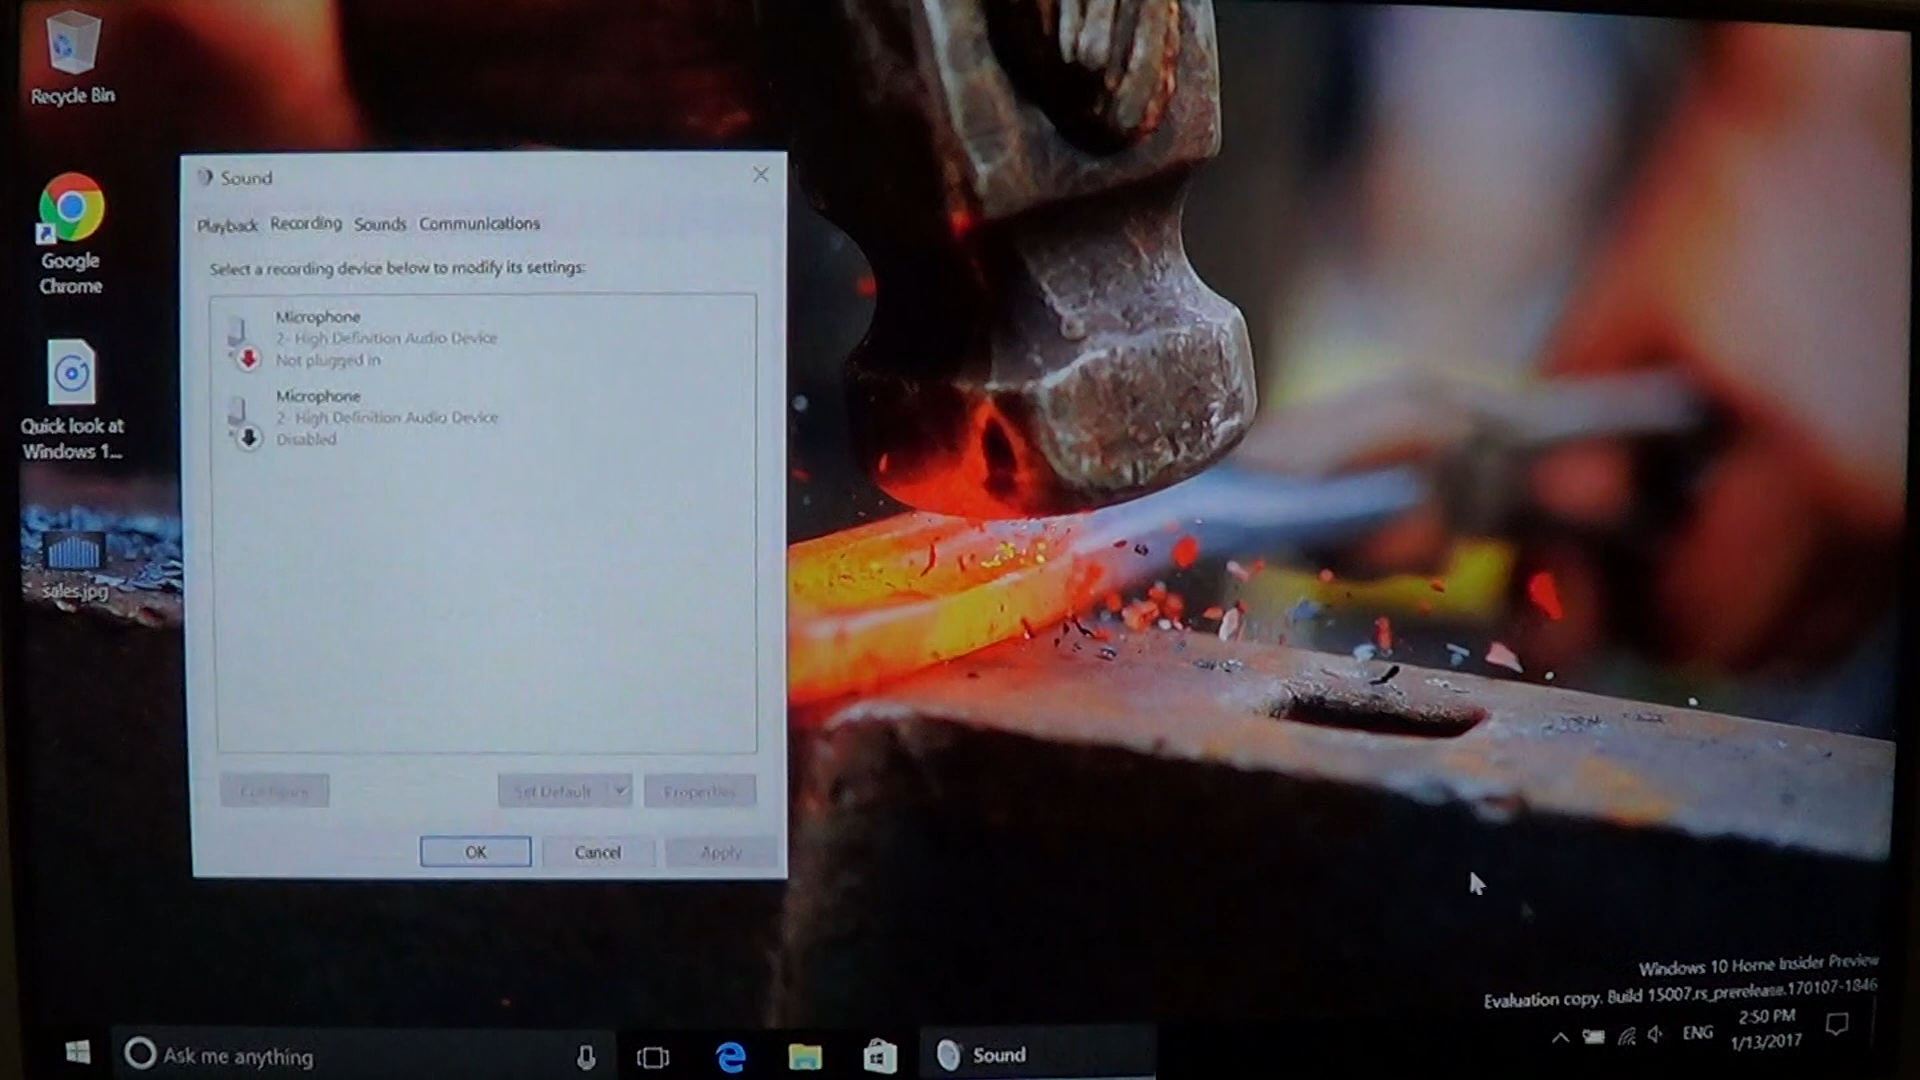 Recycle Bin
Google
Chrome
Quick look at
Windows 1...
sales.jpg
Sound
Playback Recording Sounds Communications
Select a recording device below to modify its settings:
Microphone
2- High Definition Audio Device
Not plugged in
Microphone
2- High Definition Audio Device
Disabled
Configure Set Default Properties
OK Cancel Apply
Windows 10 Home Insider Preview
Evaluation copy. Build 15007.rs_prerelease.170107-1846
Ask me anything
Sound
ENG
2:50 PM
1/13/2017